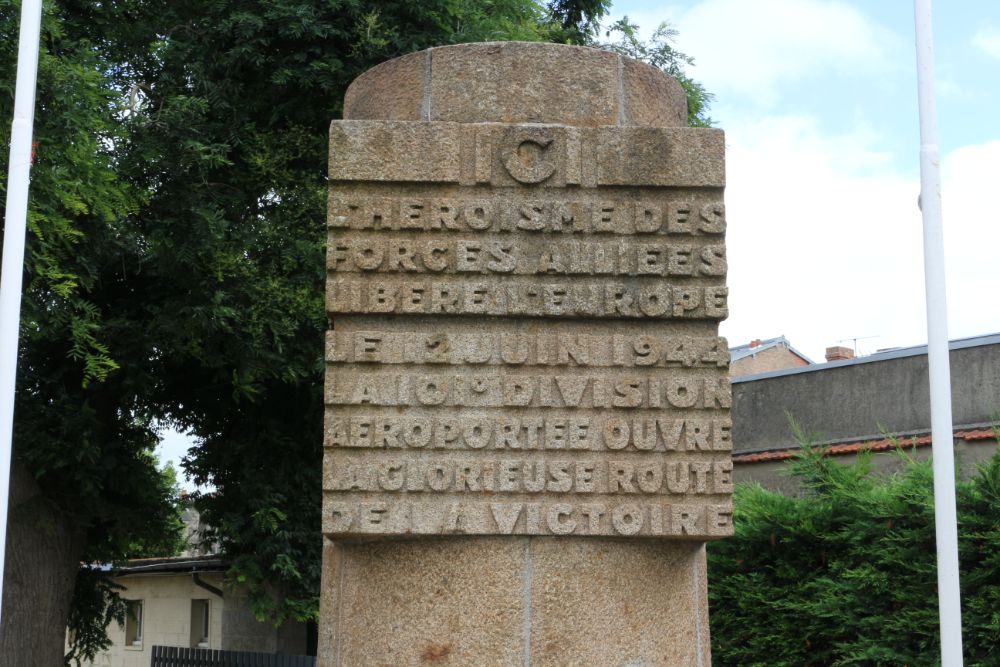 ICI
L'HEROISME DES
FORCES ALLIEES
LIBERE L'EUROPE
LE 12 JUIN 1944
LA 101º DIVISION
AEROPORTEE OUVRE
LA GLORIEUSE ROUTE
DE LA VICTOIRE